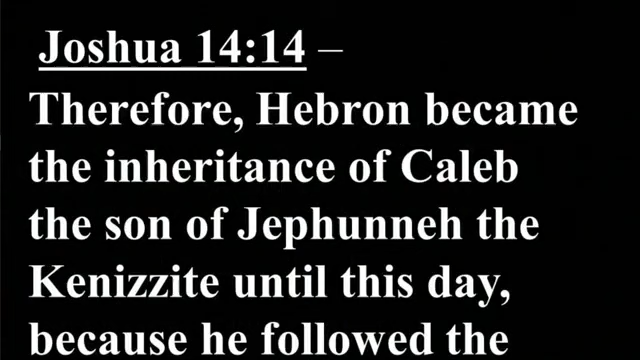 Joshua 14:14 –
Therefore, Hebron became
the inheritance of Caleb
the son of Jephunneh the
Kenizzite until this day,
because he followed the